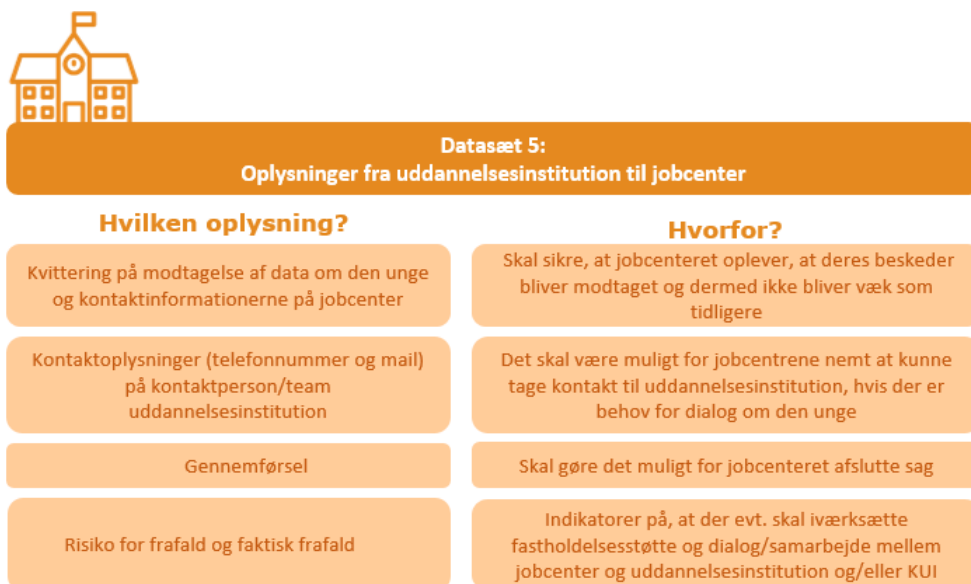 Datasæt 5:
Oplysninger fra uddannelsesinstitution til jobcenter
Hvilken oplysning?
Hvorfor?
Kvittering på modtagelse af data om den unge
og kontaktinformationerne på jobcenter
Skal sikre, at jobcenteret oplever, at deres beskeder
bliver modtaget og dermed ikke bliver væk som
tidligere
Kontaktoplysninger (telefonnummer og mail)
på kontaktperson/team
uddannelsesinstitution
Det skal være muligt for jobcentrene nemt at kunne
tage kontakt til uddannelsesinstitution, hvis der er
behov for dialog om den unge
Gennemførsel
Skal gøre det muligt for jobcenteret afslutte sag
Risiko for frafald og faktisk frafald
Indikatorer på, at der evt. skal iværksætte
fastholdelsesstøtte og dialog/samarbejde mellem
jobcenter og uddannelsesinstitution og/eller KUI